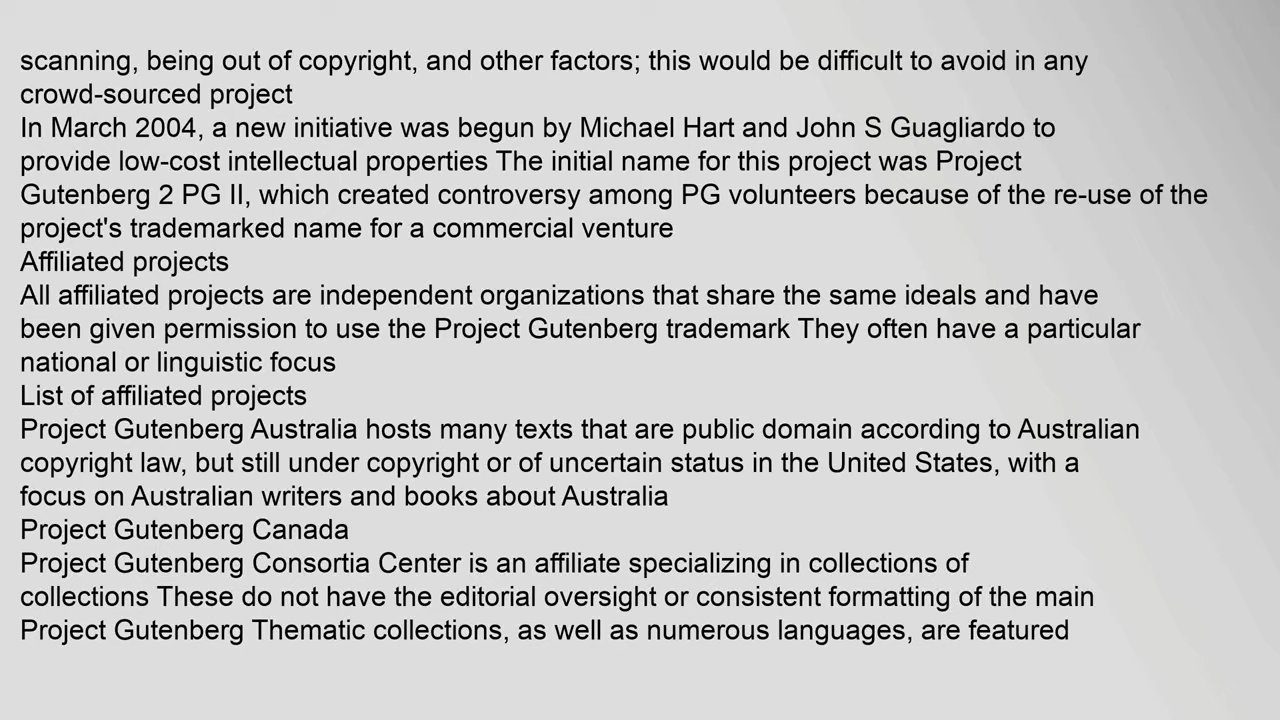 scanning, being out of copyright, and other factors; this would be difficult to avoid in any
crowd-sourced project
In March 2004, a new initiative was begun by Michael Hart and John S Guagliardo to
provide low-cost intellectual properties The initial name for this project was Project
Gutenberg 2 PG II, which created controversy among PG volunteers because of the re-use of the
project's trademarked name for a commercial venture
Affiliated projects
All affiliated projects are independent organizations that share the same ideals and have
been given permission to use the Project Gutenberg trademark They often have a particular
national or linguistic focus
List of affiliated projects
Project Gutenberg Australia hosts many texts that are public domain according to Australian
copyright law, but still under copyright or of uncertain status in the United States, with a
focus on Australian writers and books about Australia
Project Gutenberg Canada
Project Gutenberg Consortia Center is an affiliate specializing in collections of
collections These do not have the editorial oversight or consistent formatting of the main
Project Gutenberg Thematic collections, as well as numerous languages, are featured